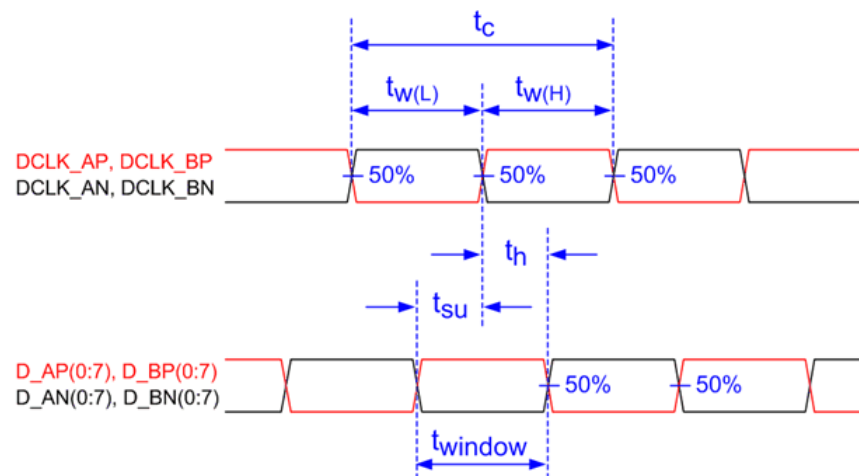 tc
tw(L) tw(H)
DCLK_AP, DCLK_BP
DCLK_AN, DCLK_BN
50% 50% 50%
th
tsu
D_AP(0:7), D_BP(0:7)
D_AN(0:7), D_BN(0:7)
50% 50%
twindow